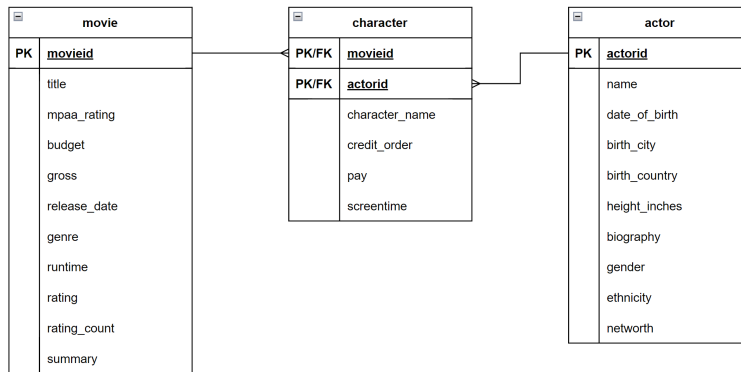 movie
PK movieid
title
mpaa_rating
budget
gross
release_date
genre
runtime
rating
rating_count
summary
character
PK/FK movieid
PK/FK actorid
character_name
credit_order
pay
screentime
actor
PK actorid
name
date_of_birth
birth_city
birth_country
height_inches
biography
gender
ethnicity
networth